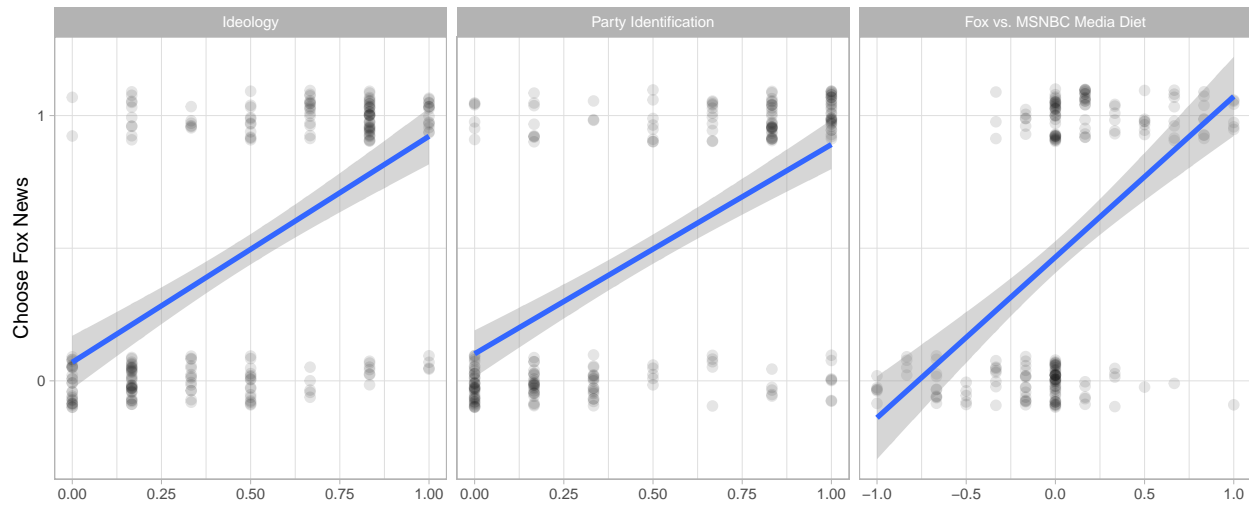 Ideology
Party Identification
Fox vs. MSNBC Media Diet
Choose Fox News
1
0
0.00 0.25 0.50 0.75 1.00
0.00 0.25 0.50 0.75 1.00
−1.0 −0.5 0.0 0.5 1.0